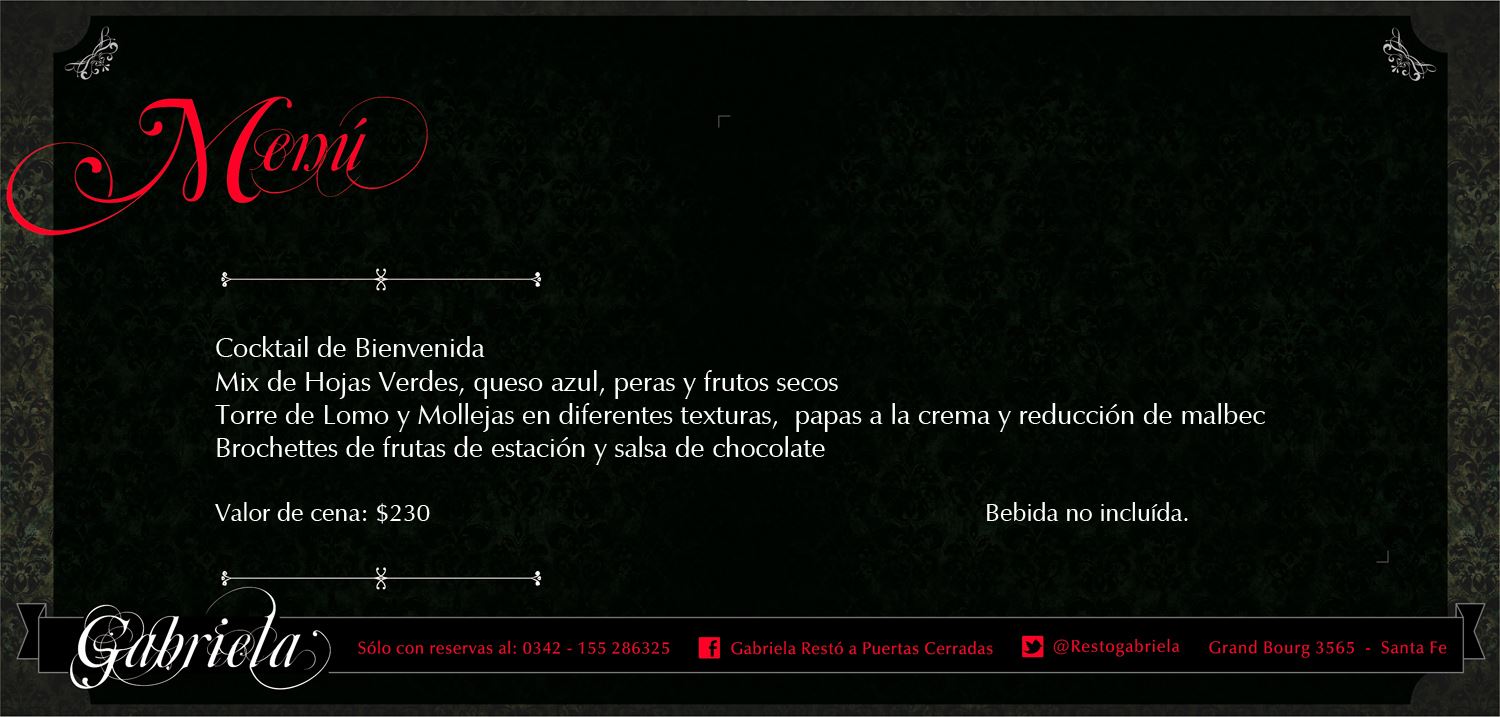 Menú
Cocktail de Bienvenida
Mix de Hojas Verdes, queso azul, peras y frutos secos
Torre de Lomo y Mollejas en diferentes texturas,  papas a la crema y reducción de malbec
Brochettes de frutas de estación y salsa de chocolate
Valor de cena: $230 Bebida no incluída.
Gabriela Sólo con reservas al: 0342 - 155 286325 Gabriela Restó a Puertas Cerradas @Restogabriela Grand Bourg 3565 - Santa Fe